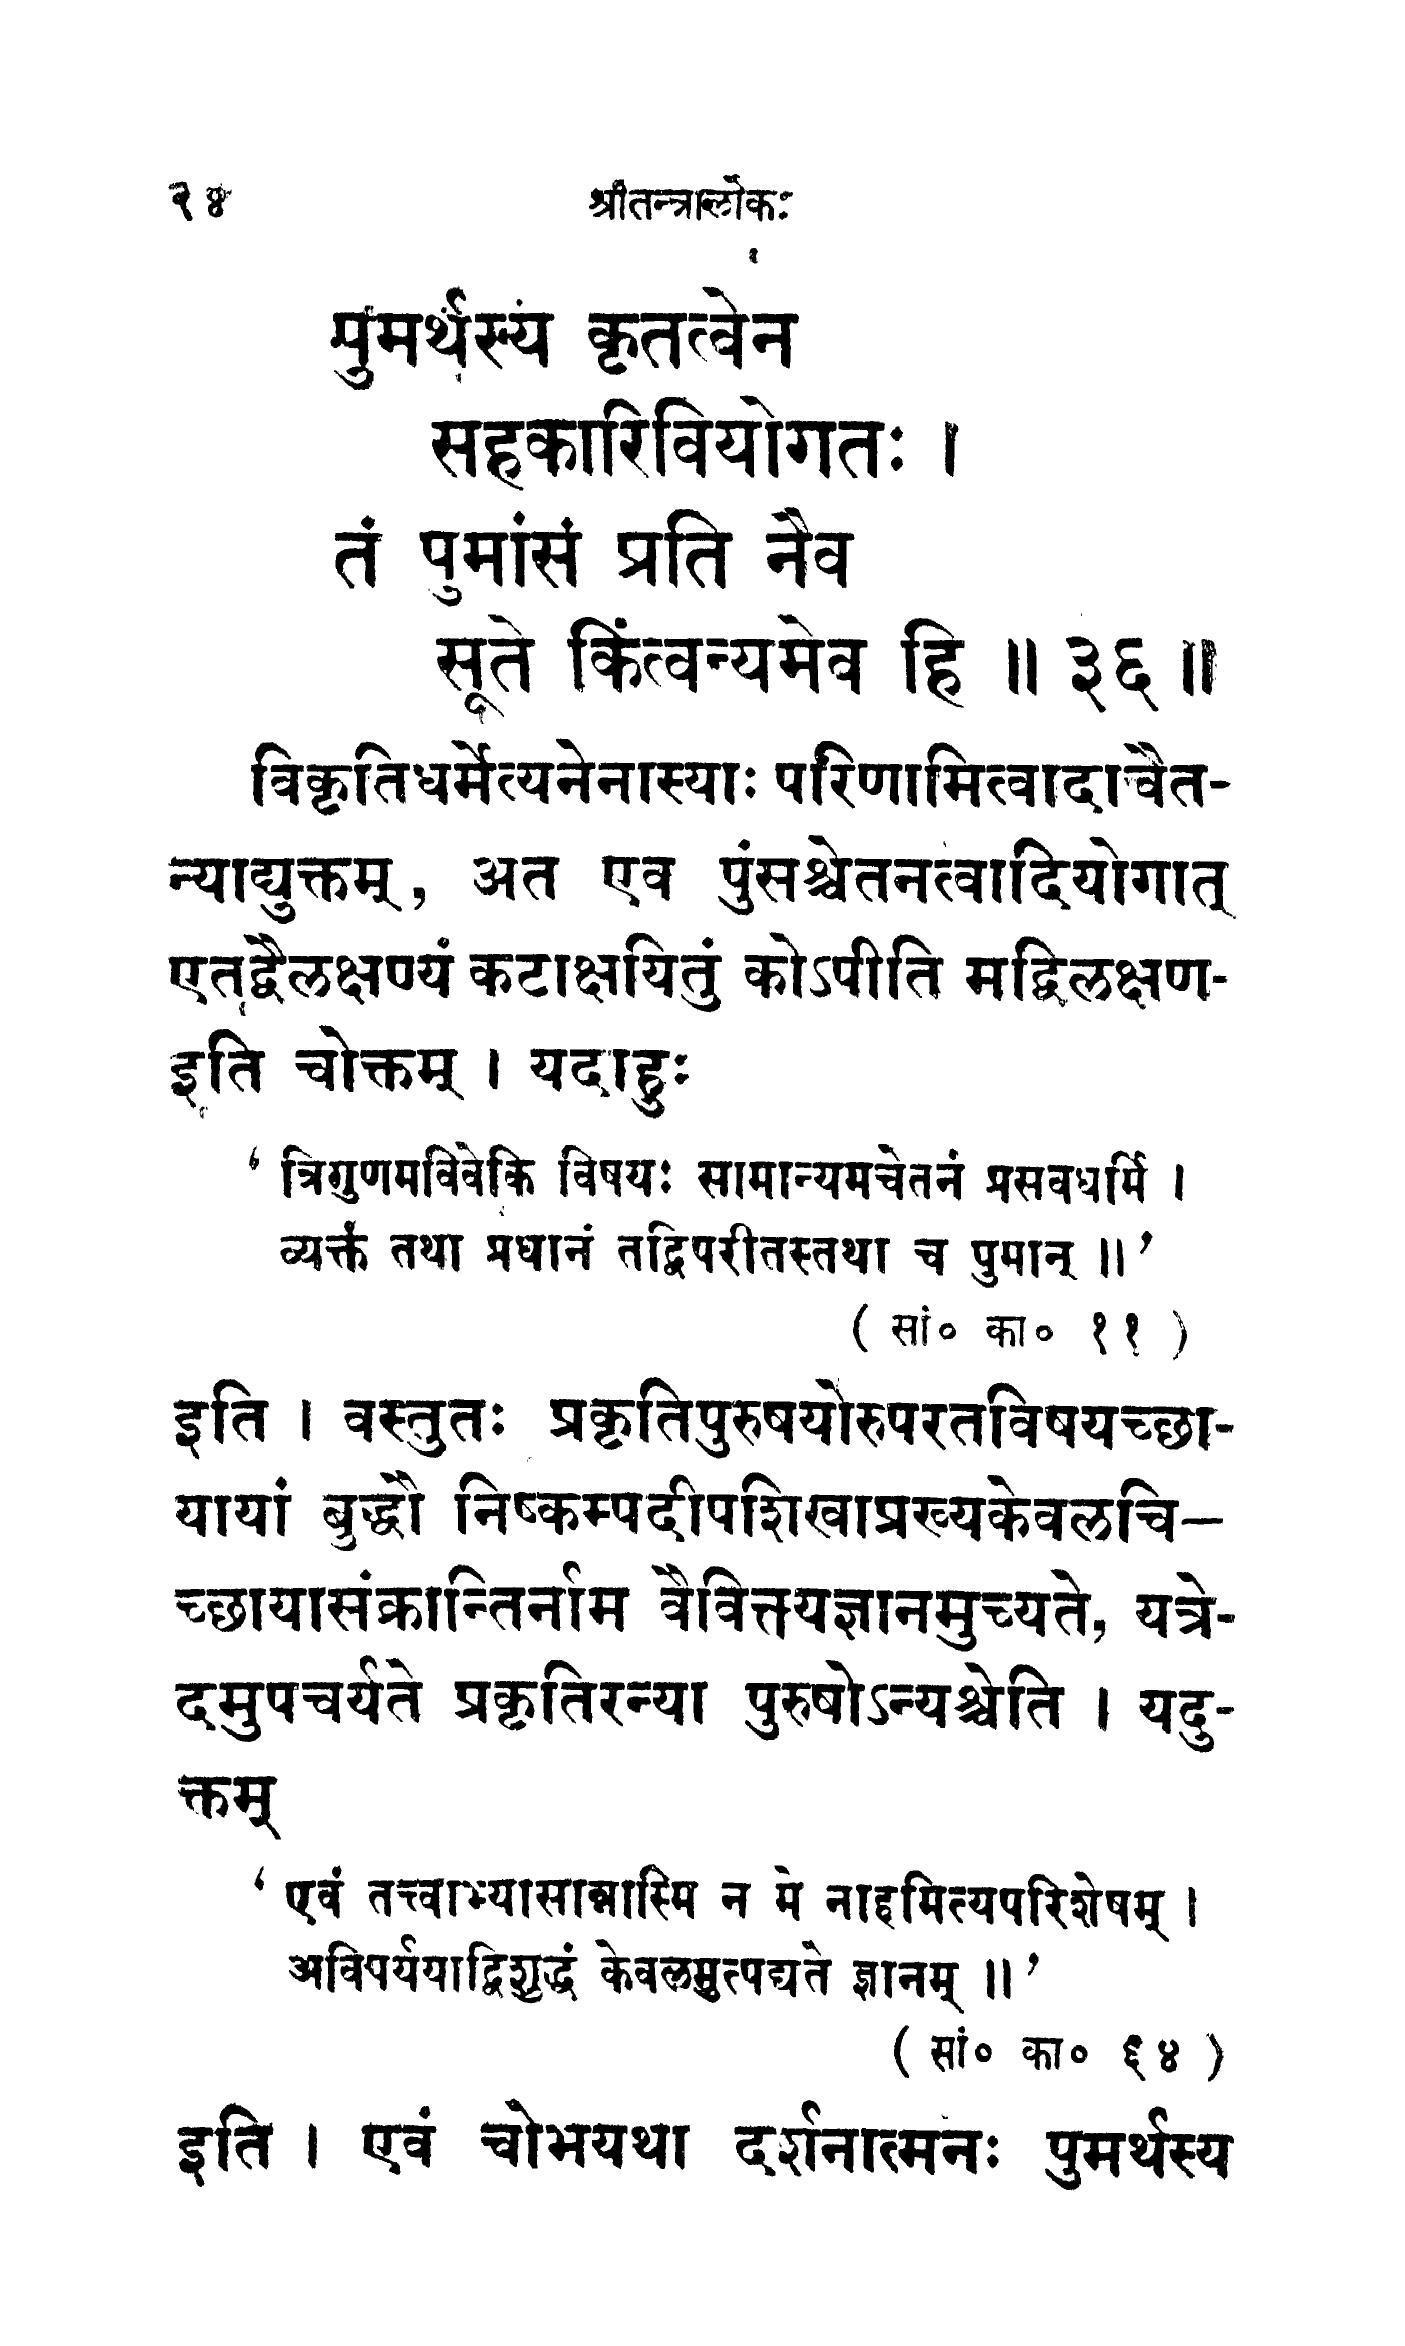 २४ श्रीतन्त्रालोकः
पुमर्थस्य कृतत्वेन
सहकारिवियोगतः ।
तं पुमांसं प्रति नैव
सूते किंत्वन्यमेव हि ॥ ३६ ॥
विकृतिधर्मेत्यनेनास्याः परिणामित्वादाचैत-
न्याद्युक्तम्, अत एव पुंसश्चेतनत्वादियोगात्
एतद्वैलक्षण्यं कटाक्षयितुं कोऽपीति मद्विलक्षण-
इति चोक्तम् । यदाहुः
‘ त्रिगुणमविवेकि विषयः सामान्यमचेतनं प्रसवधर्मि ।
व्यक्तं तथा प्रधानं तद्विपरीतस्तथा च पुमान् ॥’
( सां० का० ११ )
इति । वस्तुतः प्रकृतिपुरुषयोरुपरतविषयच्छा-
यायां बुद्धौ निष्कम्पदीपशिखाप्रख्यकेवलचि—
च्छायासंक्रान्तिर्नाम वैवित्तयज्ञानमुच्यते, यत्रे-
दमुपचर्यते प्रकृतिरन्या पुरुषोऽन्यश्चेति । यदु-
क्तम्
‘ एवं तत्त्वाभ्यासान्नास्मि न मे नाहमित्यपरिशेषम् ।
अविपर्ययाद्विशुद्धं केवलमुत्पद्यते ज्ञानम् ॥’
( सां० का० ६४ )
इति । एवं चोभयथा दर्शनात्मनः पुमर्थस्य